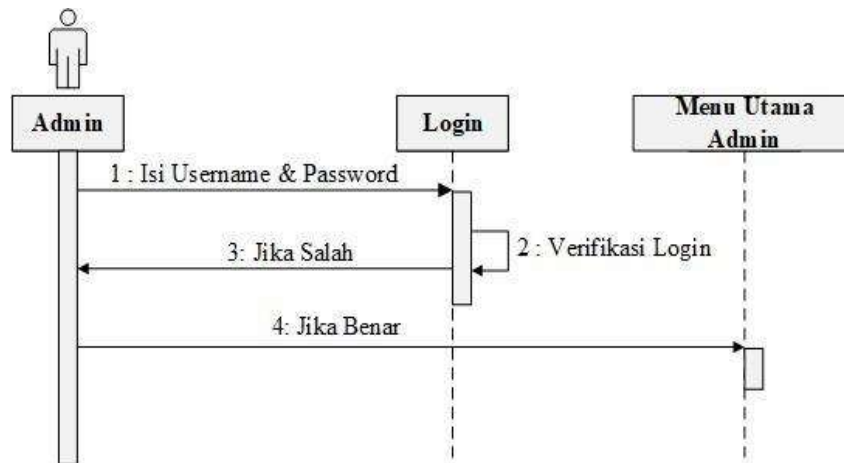 Admin
Login
Menu Utama
Admin
1 : Isi Username & Password
2 : Verifikasi Login
3: Jika Salah
4: Jika Benar